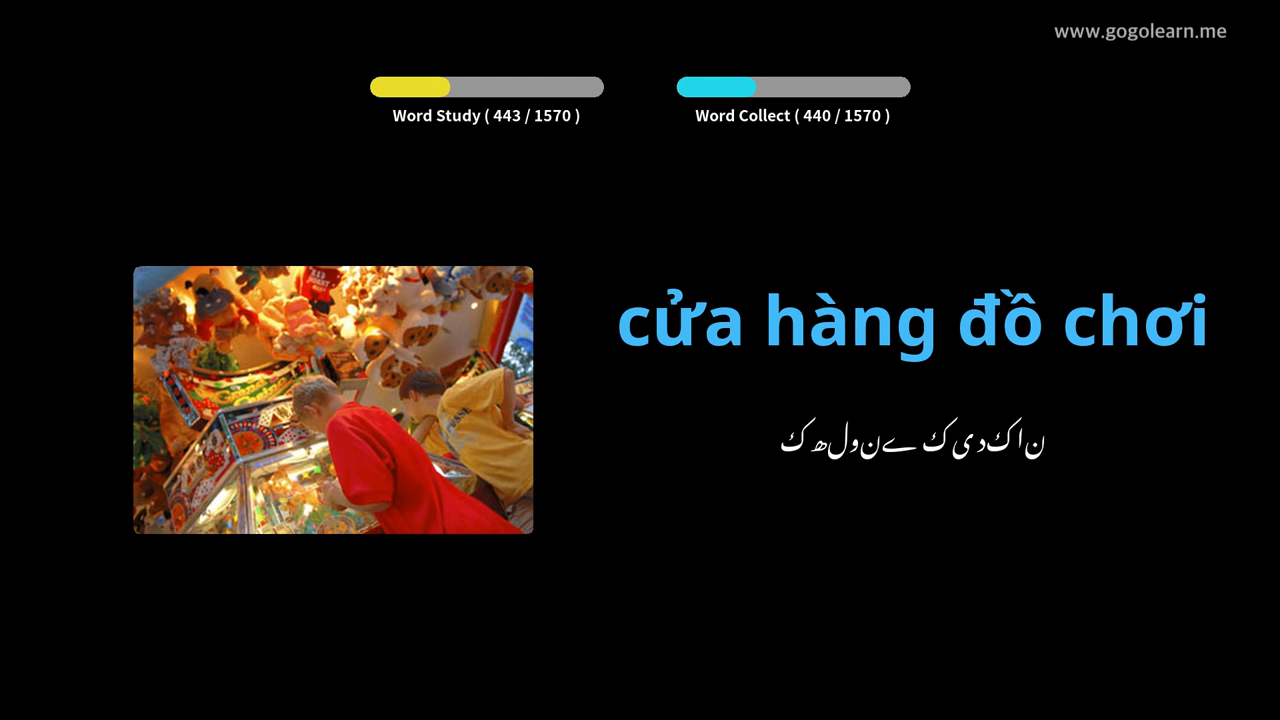 www.gogolearn.me
Word Study ( 443 / 1570 )
Word Collect ( 440 / 1570 )
cửa hàng đồ chơi
کھلونے کی دکان